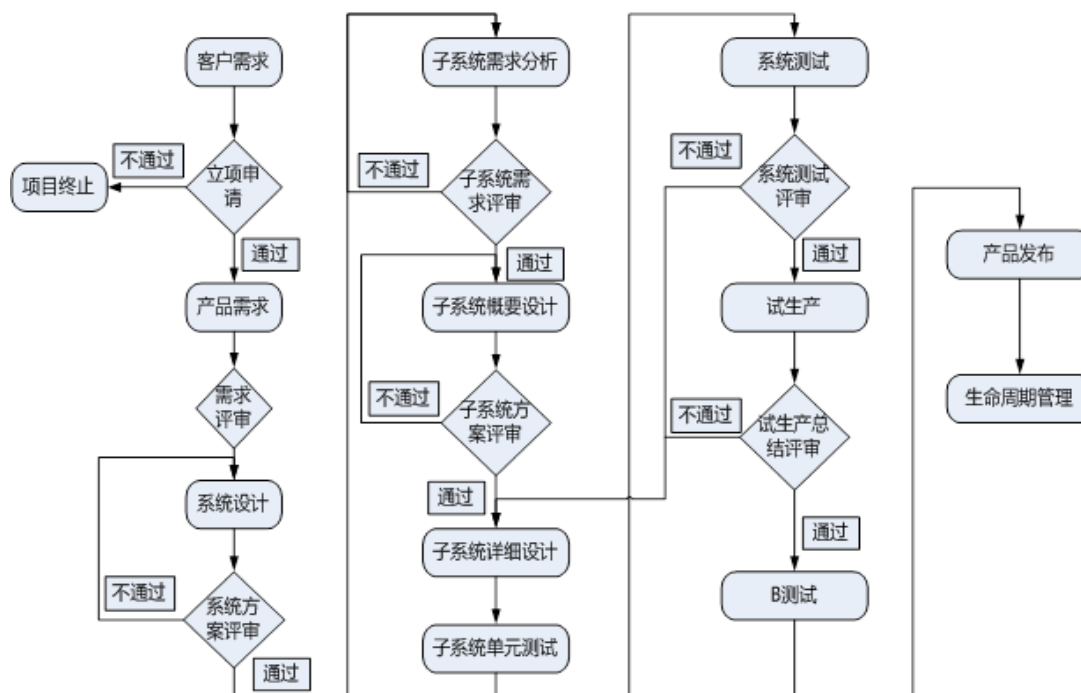 客户需求
不通过
立项申
请
项目终止
通过
产品需求
需求
评审
系统设计
不通过
系统方
案评审
通过
子系统需求分析
不通过
子系统需
求评审
通过
子系统概要设计
不通过
子系统方
案评审
通过
子系统详细设计
子系统单元测试
系统测试
不通过
系统测试
评审
通过
试生产
不通过
试生产总
结评审
通过
B测试
产品发布
生命周期管理